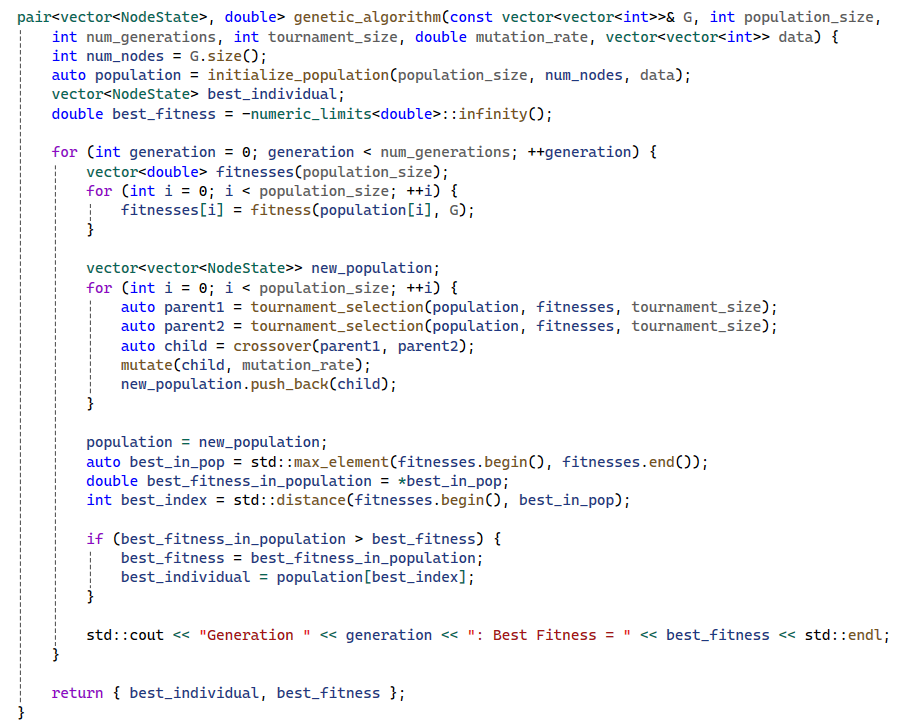 pair<vector<NodeState>, double> genetic_algorithm(const vector<vector<int>>& G, int population_size,
    int num_generations, int tournament_size, double mutation_rate, vector<vector<int>> data) {
    int num_nodes = G.size();
    auto population = initialize_population(population_size, num_nodes, data);
    vector<NodeState> best_individual;
    double best_fitness = -numeric_limits<double>::infinity();

    for (int generation = 0; generation < num_generations; ++generation) {
        vector<double> fitnesses(population_size);
        for (int i = 0; i < population_size; ++i) {
            fitnesses[i] = fitness(population[i], G);
        }

        vector<vector<NodeState>> new_population;
        for (int i = 0; i < population_size; ++i) {
            auto parent1 = tournament_selection(population, fitnesses, tournament_size);
            auto parent2 = tournament_selection(population, fitnesses, tournament_size);
            auto child = crossover(parent1, parent2);
            mutate(child, mutation_rate);
            new_population.push_back(child);
        }

        population = new_population;
        auto best_in_pop = std::max_element(fitnesses.begin(), fitnesses.end());
        double best_fitness_in_population = *best_in_pop;
        int best_index = std::distance(fitnesses.begin(), best_in_pop);

        if (best_fitness_in_population > best_fitness) {
            best_fitness = best_fitness_in_population;
            best_individual = population[best_index];
        }

        std::cout << "Generation " << generation << ": Best Fitness = " << best_fitness << std::endl;
    }

    return { best_individual, best_fitness };
}